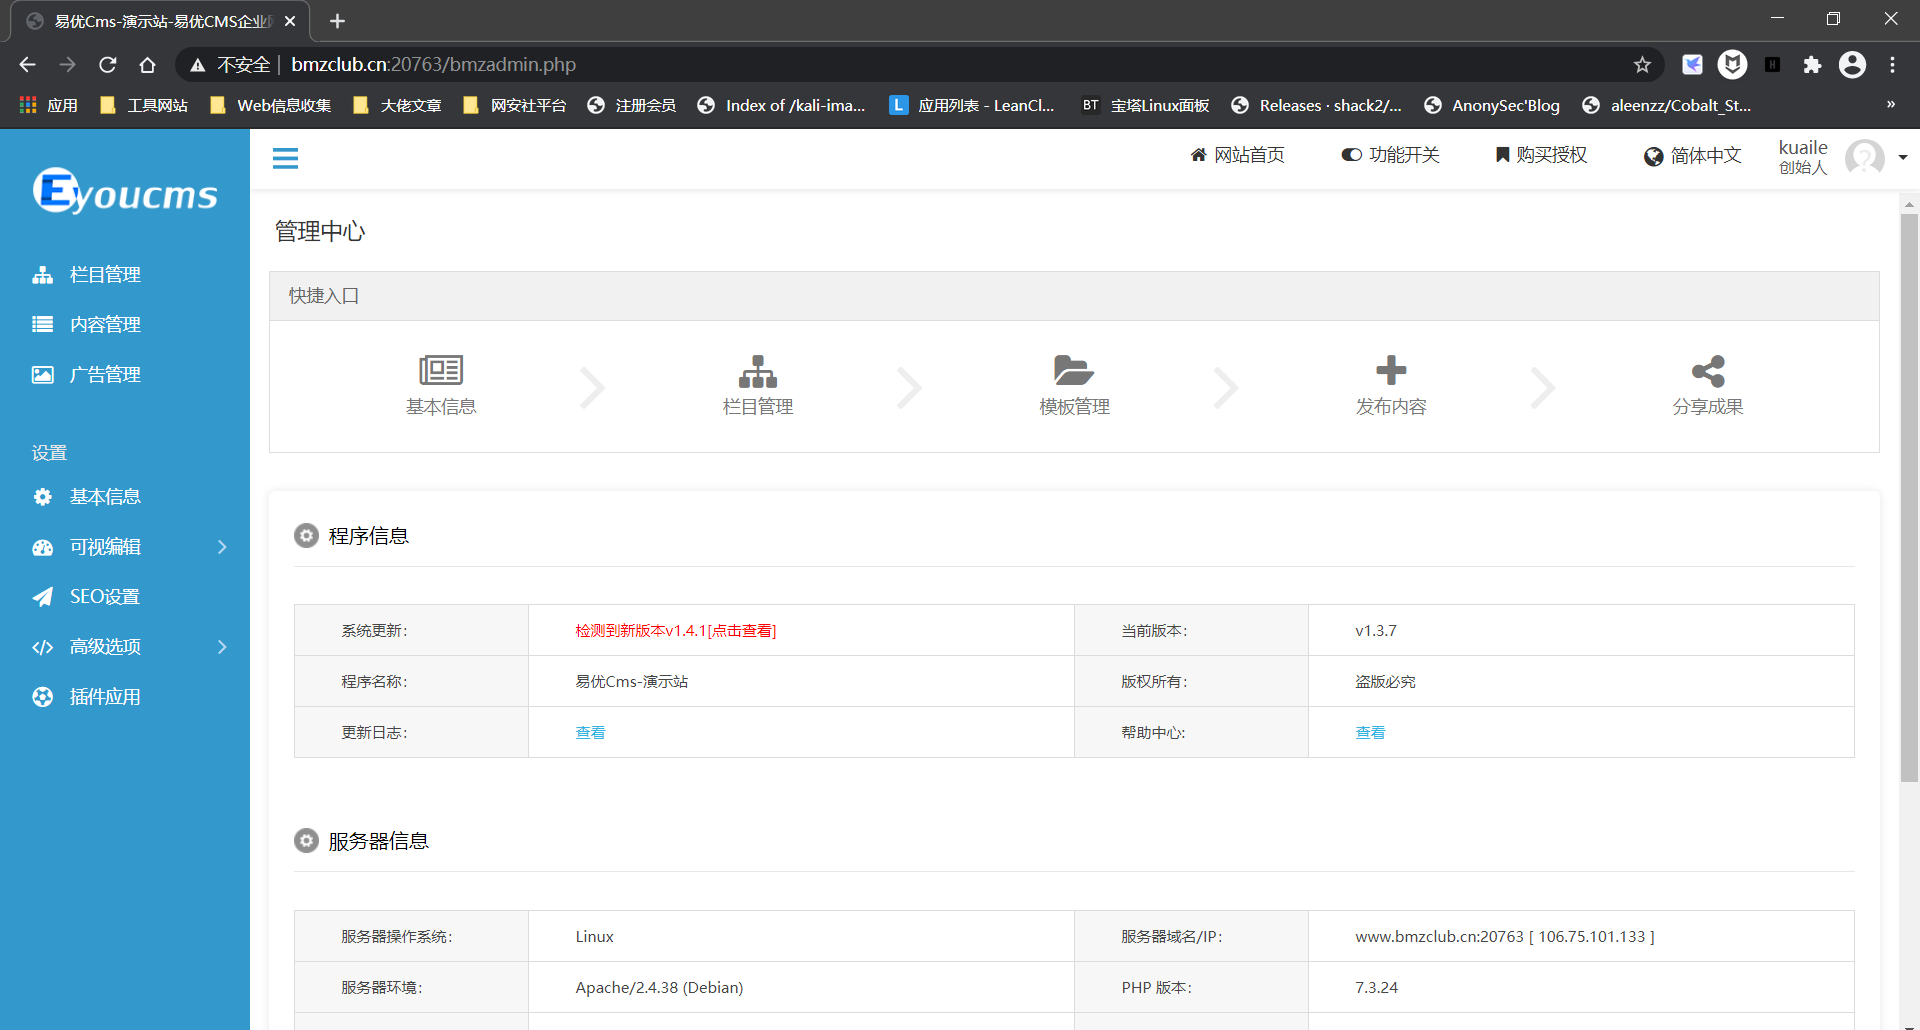 易优Cms-演示站-易优CMS企业
不安全 | bmzclub.cn:20763/bmzadmin.php
应用 工具网站 Web信息收集 大佬文章 网安社平台 注册会员 Index of /kali-ima... L 应用列表 - LeanCl... BT 宝塔Linux面板 Releases · shack2/... AnonySec'Blog aleenzz/Cobalt_St... »
Eyoucms
网站首页 功能开关 购买授权 简体中文 kuaile
创始人
栏目管理
内容管理
广告管理
设置
基本信息
可视编辑
SEO设置
高级选项
插件应用
管理中心
快捷入口
基本信息 栏目管理 模板管理 发布内容 分享成果
程序信息
系统更新: 检测到新版本v1.4.1[点击查看] 当前版本: v1.3.7
程序名称: 易优Cms-演示站 版权所有: 盗版必究
更新日志: 查看 帮助中心: 查看
服务器信息
服务器操作系统: Linux 服务器域名/IP: www.bmzclub.cn:20763 [ 106.75.101.133 ]
服务器环境: Apache/2.4.38 (Debian) PHP 版本: 7.3.24